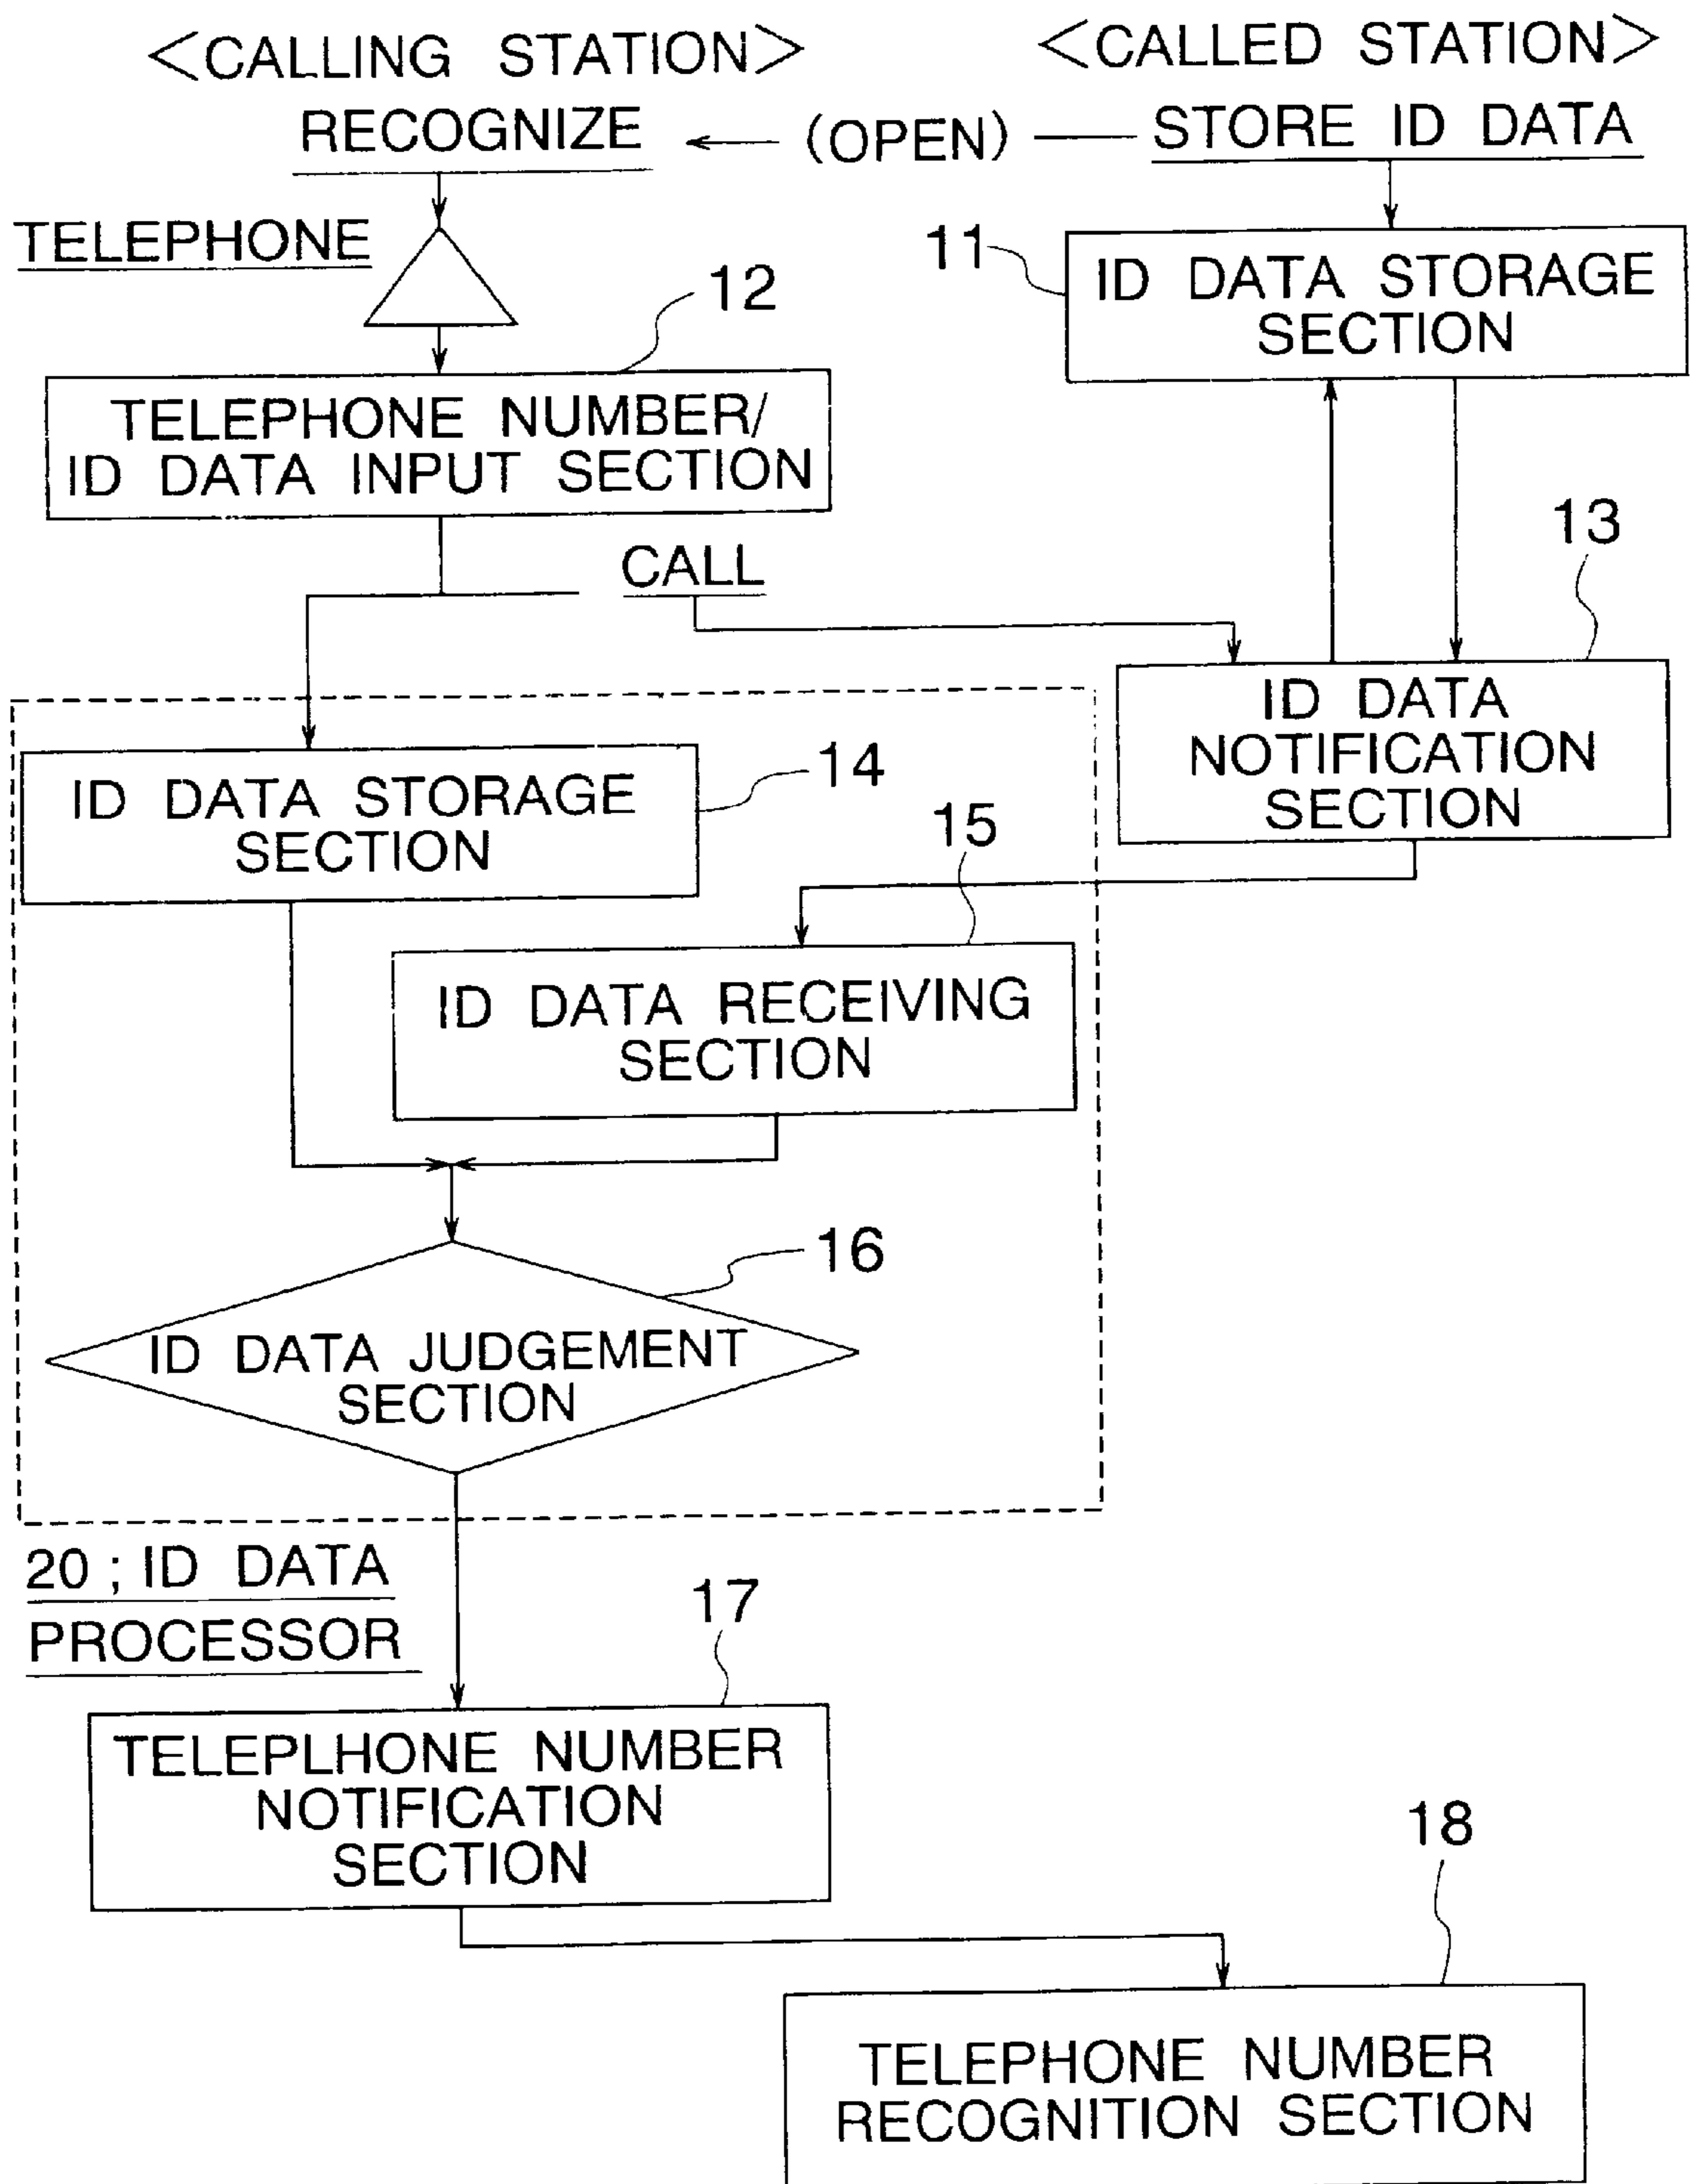 <CALLING STATION>
<CALLED STATION>
RECOGNIZE
(OPEN)
STORE ID DATA
TELEPHONE
11
ID DATA STORAGE
SECTION
12
TELEPHONE NUMBER/
ID DATA INPUT SECTION
CALL
13
ID DATA
NOTIFICATION
SECTION
14
ID DATA STORAGE
SECTION
15
ID DATA RECEIVING
SECTION
16
ID DATA JUDGEMENT
SECTION
20 ; ID DATA
PROCESSOR
17
TELEPLHONE NUMBER
NOTIFICATION
SECTION
18
TELEPHONE NUMBER
RECOGNITION SECTION